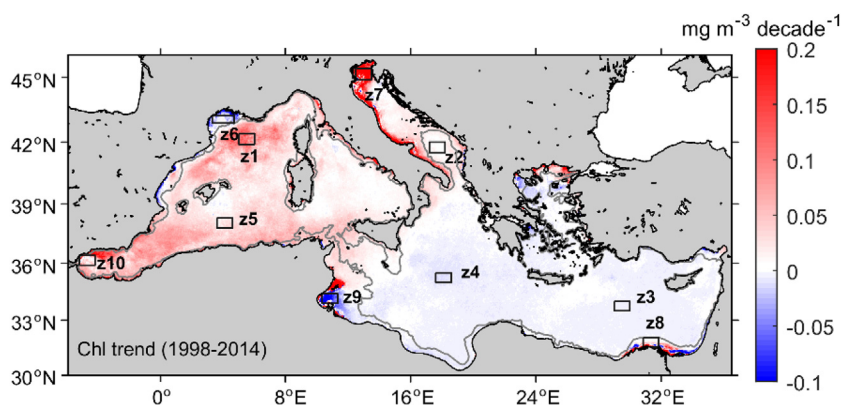 mg m⁻³ decade⁻¹
45°N
42°N
39°N
36°N
33°N
30°N
0°
8°E
16°E
24°E
32°E
z6
z1
z7
z2
z5
z10
z9
z4
z3
z8
Chl trend (1998-2014)
0.2
0.15
0.1
0.05
0
-0.05
-0.1